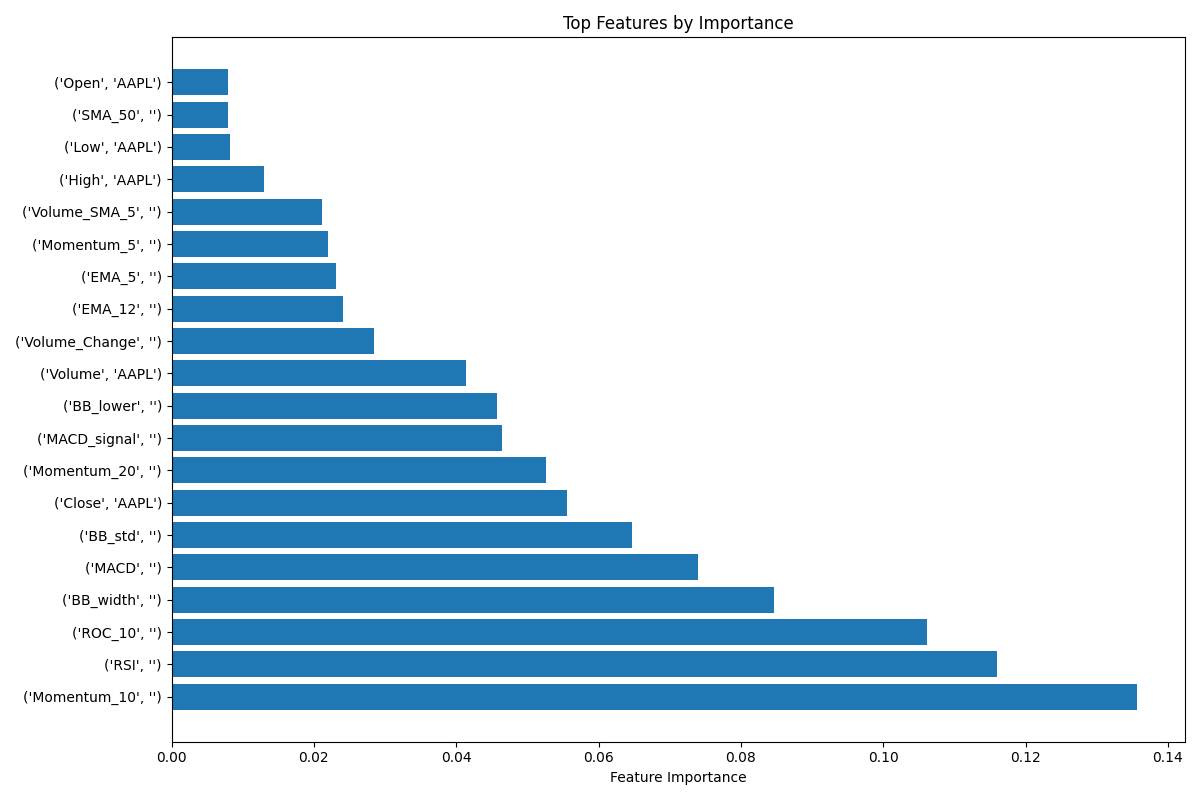 Top Features by Importance
('Open', 'AAPL')
('SMA_50', '')
('Low', 'AAPL')
('High', 'AAPL')
('Volume_SMA_5', '')
('Momentum_5', '')
('EMA_5', '')
('EMA_12', '')
('Volume_Change', '')
('Volume', 'AAPL')
('BB_lower', '')
('MACD_signal', '')
('Momentum_20', '')
('Close', 'AAPL')
('BB_std', '')
('MACD', '')
('BB_width', '')
('ROC_10', '')
('RSI', '')
('Momentum_10', '')
0.00 0.02 0.04 0.06 0.08 0.10 0.12 0.14
Feature Importance